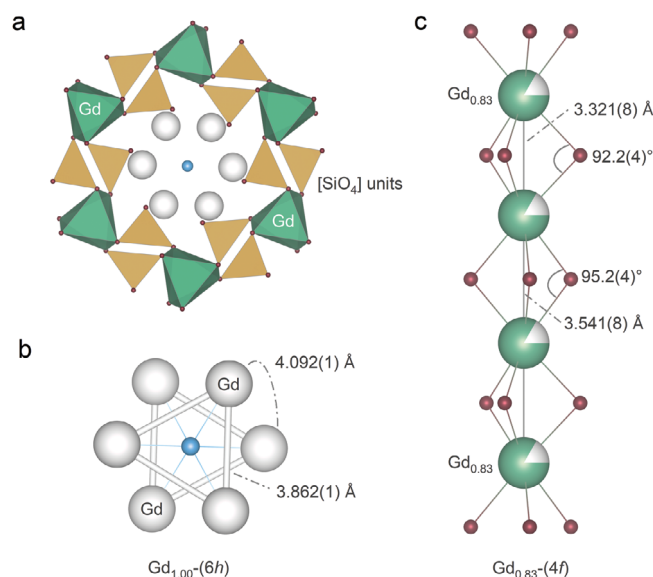 a
Gd
[SiO₄] units
Gd
b
4.092(1) Å
Gd
Gd
3.862(1) Å
Gd₁.₀₀-(6h)
c
Gd₀.₈₃
3.321(8) Å
92.2(4)°
95.2(4)°
3.541(8) Å
Gd₀.₈₃
Gd₀.₈₃-(4f)